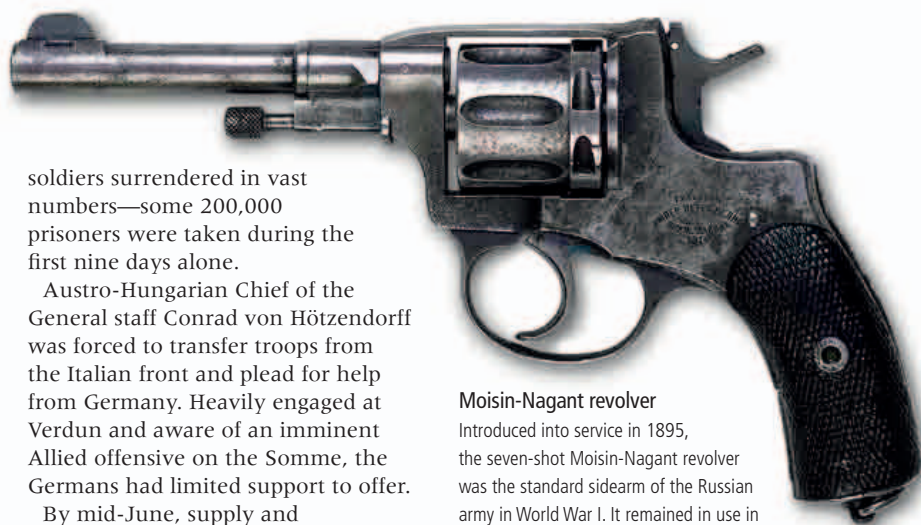 soldiers surrendered in vast
numbers—some 200,000
prisoners were taken during the
first nine days alone.
Austro-Hungarian Chief of the
General staff Conrad von Hötzendorff
was forced to transfer troops from
the Italian front and plead for help
from Germany. Heavily engaged at
Verdun and aware of an imminent
Allied offensive on the Somme, the
Germans had limited support to offer.
By mid-June, supply and
Moisin-Nagant revolver
Introduced into service in 1895,
the seven-shot Moisin-Nagant revolver
was the standard sidearm of the Russian
army in World War I. It remained in use in